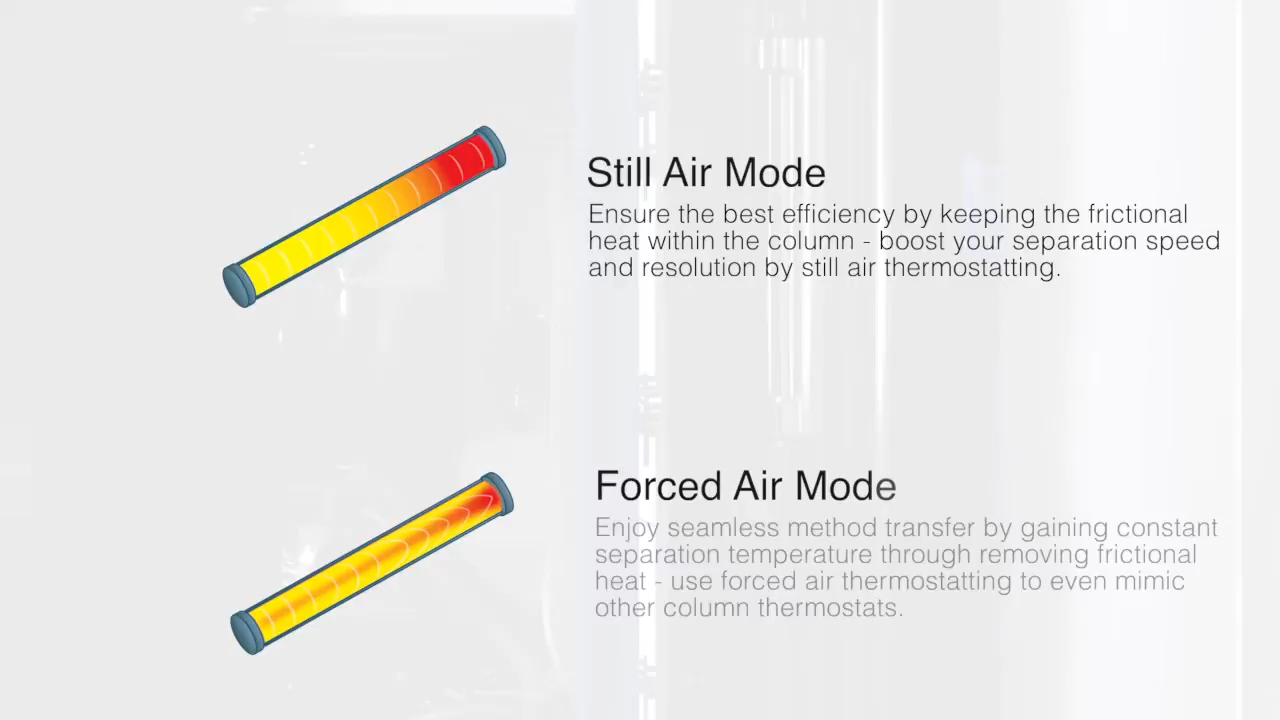 Still Air Mode
Ensure the best efficiency by keeping the frictional
heat within the column - boost your separation speed
and resolution by still air thermostatting.
Forced Air Mode
Enjoy seamless method transfer by gaining constant
separation temperature through removing frictional
heat - use forced air thermostatting to even mimic
other column thermostats.